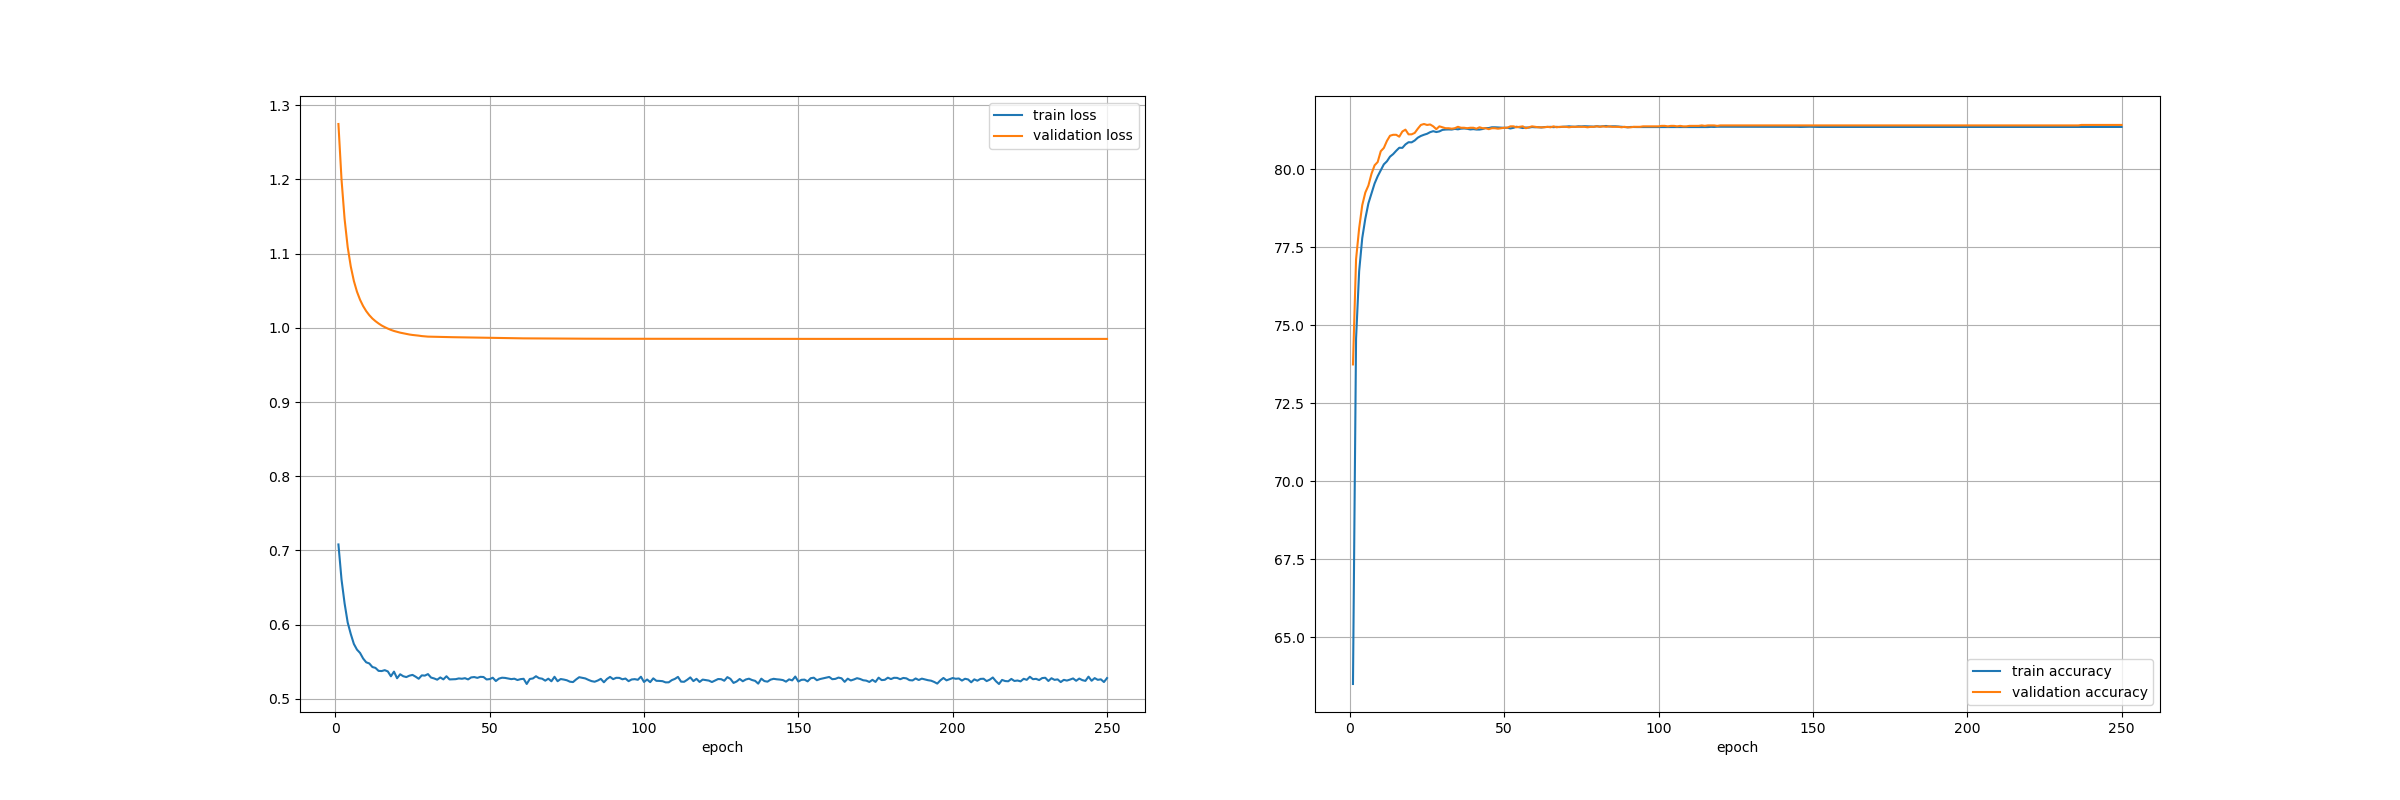 1.3
1.2
1.1
1.0
0.9
0.8
0.7
0.6
0.5
0 50 100 150 200 250
epoch
train loss
validation loss
80.0
77.5
75.0
72.5
70.0
67.5
65.0
0 50 100 150 200 250
epoch
train accuracy
validation accuracy